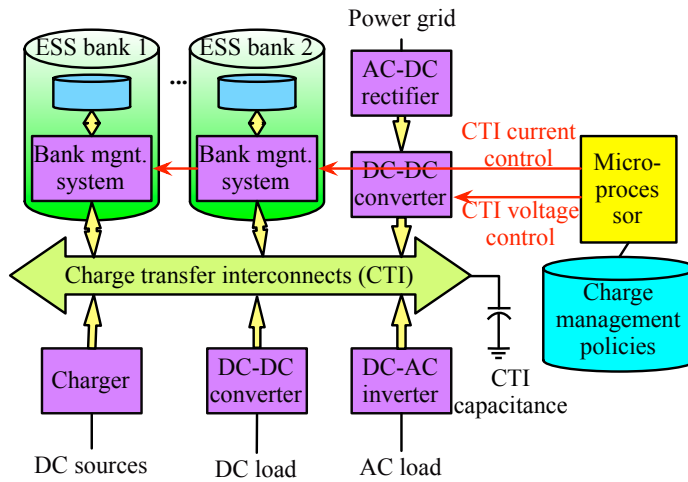 Power grid
ESS bank 1
...
ESS bank 2
AC-DC
rectifier
Bank mgnt.
system
Bank mgnt.
system
DC-DC
converter
CTI current
control
CTI voltage
control
Micro-
proces
sor
Charge transfer interconnects (CTI)
Charge
management
policies
Charger
DC-DC
converter
DC-AC
inverter
CTI
capacitance
DC sources
DC load
AC load